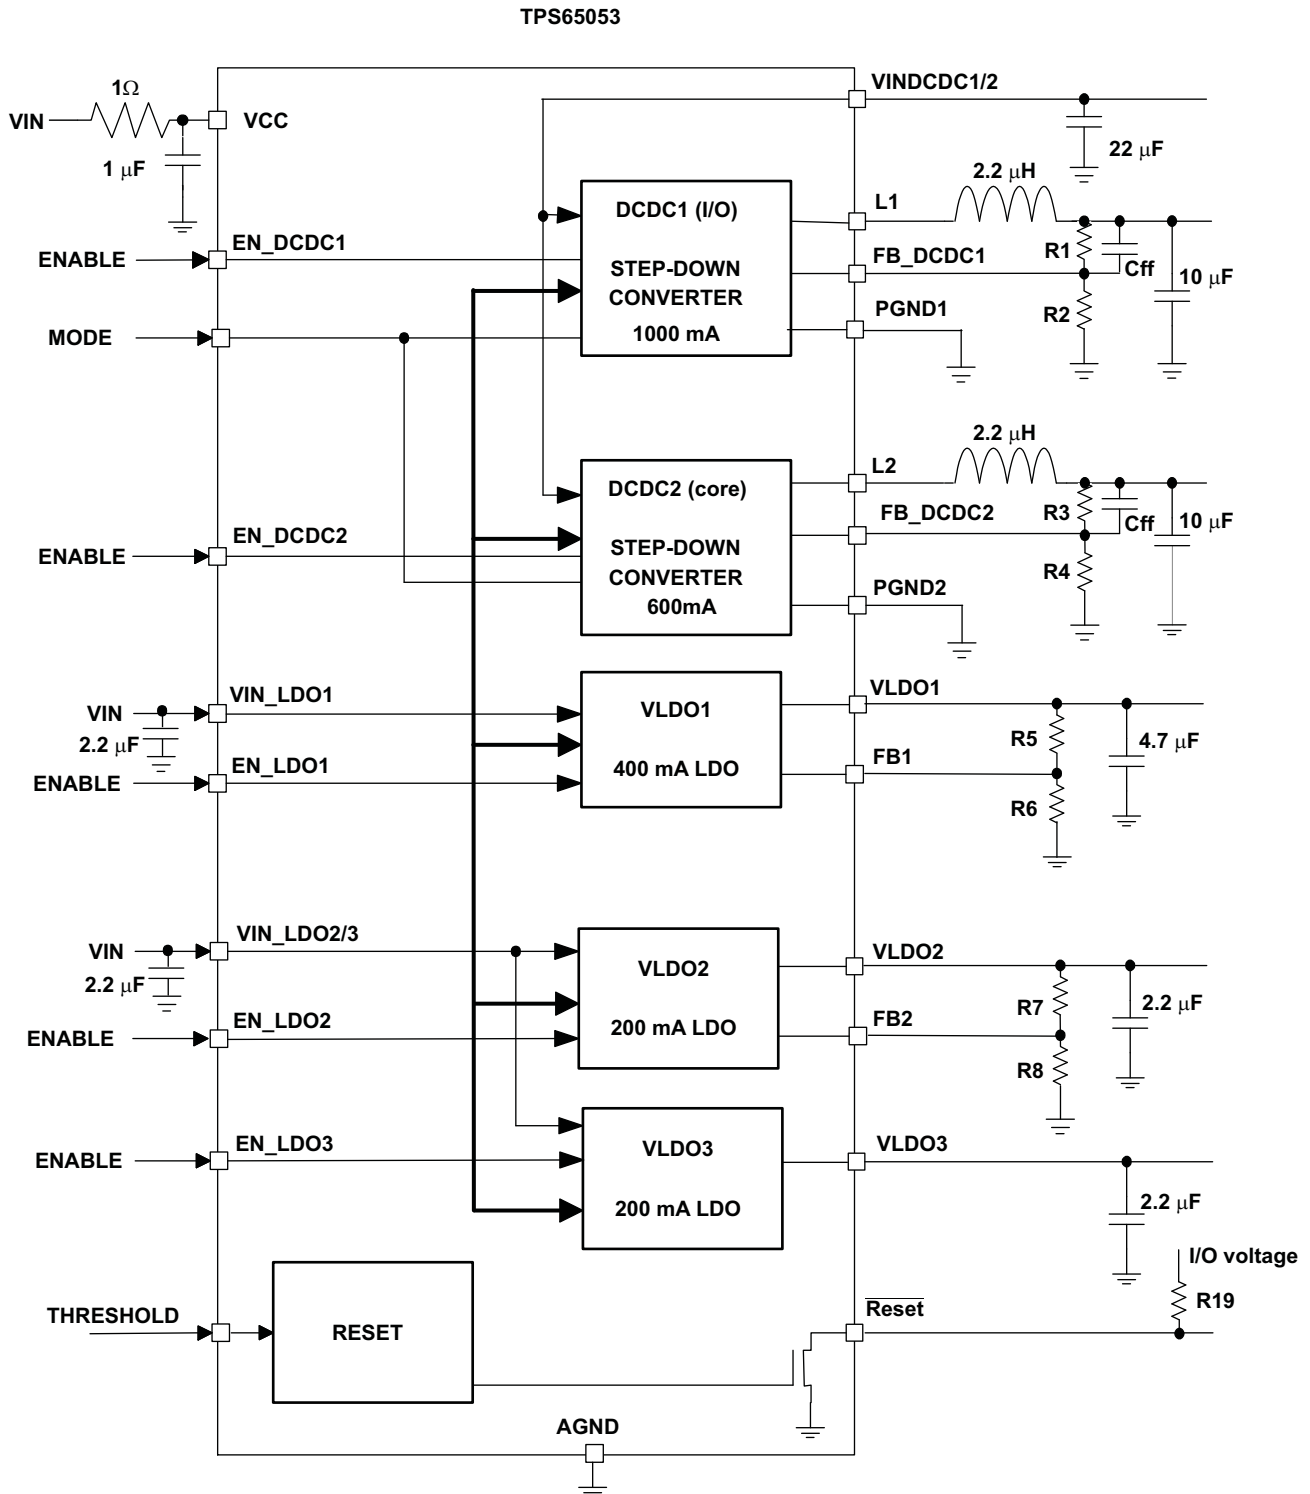 TPS65053
VINDCDC1/2
1Ω
VIN
VCC
1 μF
22 μF
2.2 μH
DCDC1 (I/O)
L1
EN_DCDC1
ENABLE
R1
FB_DCDC1
Cff
STEP-DOWN
CONVERTER
10 μF
PGND1
R2
MODE
1000 mA
2.2 μH
L2
DCDC2 (core)
R3
FB_DCDC2
Cff
10 μF
EN_DCDC2
ENABLE
STEP-DOWN
CONVERTER
R4
PGND2
600mA
VIN_LDO1
VLDO1
VIN
VLDO1
R5
2.2 μF
4.7 μF
EN_LDO1
FB1
400 mA LDO
ENABLE
R6
VIN_LDO2/3
VIN
VLDO2
VLDO2
2.2 μF
R7
2.2 μF
EN_LDO2
FB2
200 mA LDO
ENABLE
R8
EN_LDO3
VLDO3
VLDO3
ENABLE
200 mA LDO
2.2 μF
I/O voltage
THRESHOLD
Reset
R19
RESET
AGND